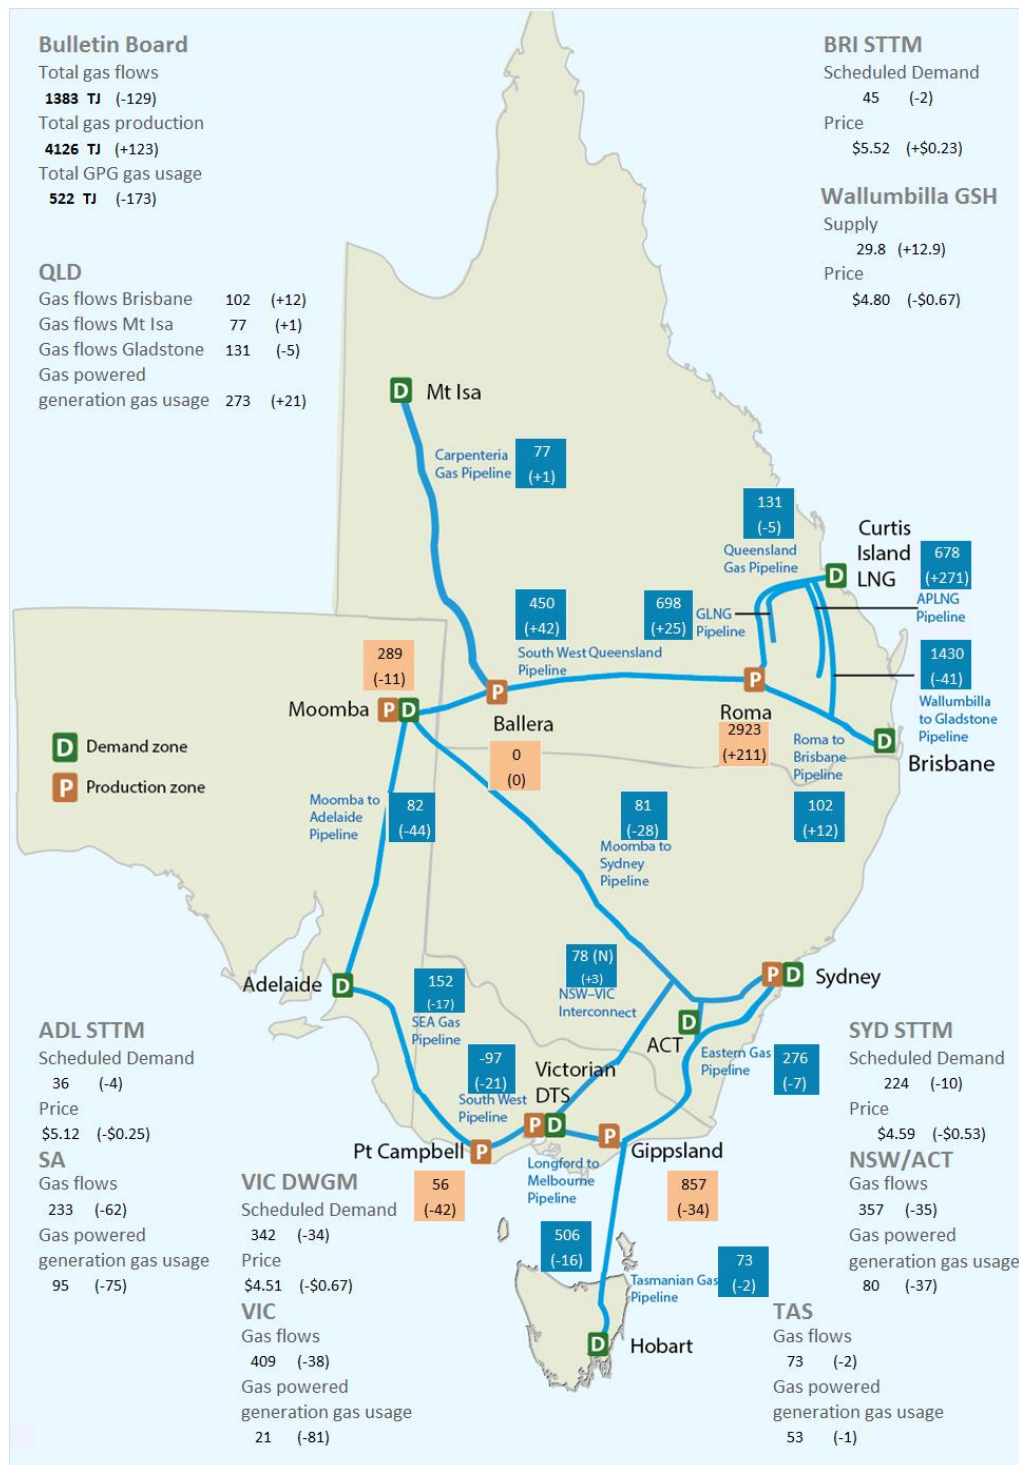 Bulletin Board
Total gas flows
1383 TJ (-129)
Total gas production
4126 TJ (+123)
Total GPG gas usage
522 TJ (-173)
BRI STTM
Scheduled Demand
45 (-2)
Price
$5.52 (+$0.23)
Wallumbilla GSH
Supply
29.8 (+12.9)
Price
$4.80 (-$0.67)
QLD
Gas flows Brisbane 102 (+12)
Gas flows Mt Isa 77 (+1)
Gas flows Gladstone 131 (-5)
Gas powered
generation gas usage 273 (+21)
D Mt Isa
Carpenteria
Gas Pipeline
77
(+1)
131
(-5)
Queensland
Gas Pipeline
Curtis
Island
LNG
D
678
(+271)
APLNG
Pipeline
450
(+42)
South West Queensland
Pipeline
698
(+25)
GLNG
Pipeline
1430
(-41)
Wallumbilla
to Gladstone
Pipeline
289
(-11)
Moomba P D
P
Ballera
0
(0)
P
Roma
2923
(+211)
Roma to
Brisbane
Pipeline
102
(+12)
D
Brisbane
D Demand zone
P Production zone
Moomba to
Adelaide
Pipeline
82
(-44)
81
(-28)
Moomba to
Sydney
Pipeline
Adelaide D
152
(-17)
SEA Gas
Pipeline
78 (N)
(+3)
NSW–VIC
Interconnect
P D Sydney
D
ACT
Eastern Gas
Pipeline
276
(-7)
-97
(-21)
South West
Pipeline
Victorian
DTS
P D
Pt Campbell P
56
(-42)
Longford to
Melbourne
Pipeline
506
(-16)
P
Gippsland
857
(-34)
Tasmanian Gas
Pipeline
73
(-2)
D Hobart
ADL STTM
Scheduled Demand
36 (-4)
Price
$5.12 (-$0.25)
SA
Gas flows
233 (-62)
Gas powered
generation gas usage
95 (-75)
VIC DWGM
Scheduled Demand
342 (-34)
Price
$4.51 (-$0.67)
VIC
Gas flows
409 (-38)
Gas powered
generation gas usage
21 (-81)
SYD STTM
Scheduled Demand
224 (-10)
Price
$4.59 (-$0.53)
NSW/ACT
Gas flows
357 (-35)
Gas powered
generation gas usage
80 (-37)
TAS
Gas flows
73 (-2)
Gas powered
generation gas usage
53 (-1)